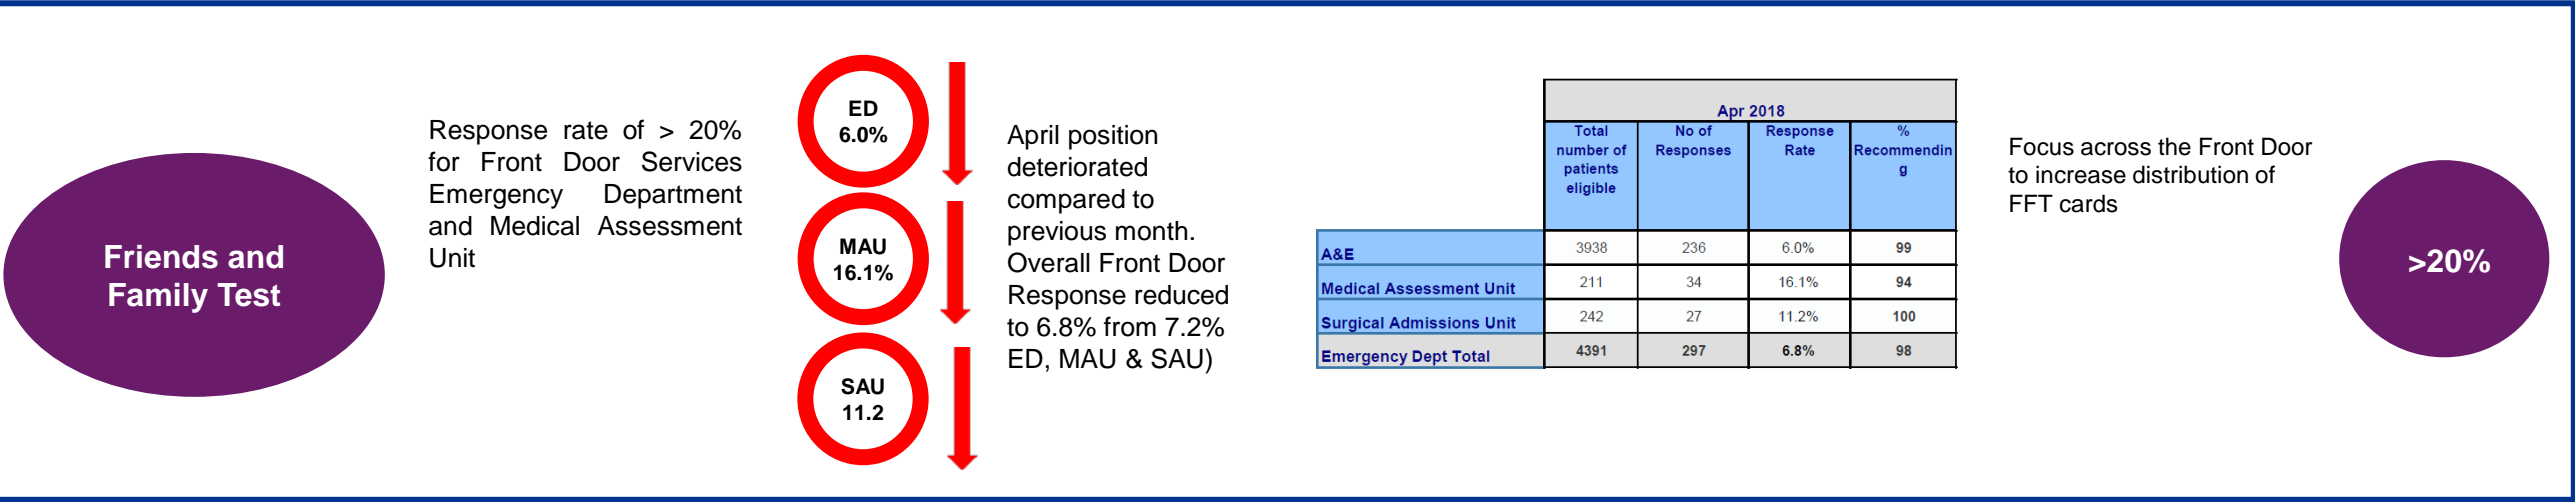 Friends and
Family Test
Response rate of > 20%
for Front Door Services
Emergency Department
and Medical Assessment
Unit
ED
6.0%
MAU
16.1%
SAU
11.2
April position
deteriorated
compared to
previous month.
Overall Front Door
Response reduced
to 6.8% from 7.2%
ED, MAU & SAU)
Apr 2018
Total number of patients eligible No of Responses Response Rate % Recommendin g
A&E 3938 236 6.0% 99
Medical Assessment Unit 211 34 16.1% 94
Surgical Admissions Unit 242 27 11.2% 100
Emergency Dept Total 4391 297 6.8% 98
Focus across the Front Door
to increase distribution of
FFT cards
>20%